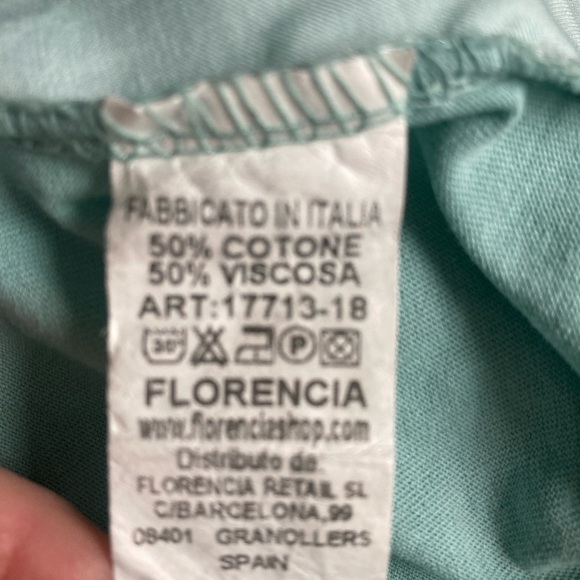 FABBICATO IN ITALIA
50% COTONE
50% VISCOSA
ART:17713-18
30°
P
FLORENCIA
www.florenciashop.com
Distributo da:
FLORENCIA RETAIL SL
C/BARCELONA,99
08401 GRANOLLERS
SPAIN